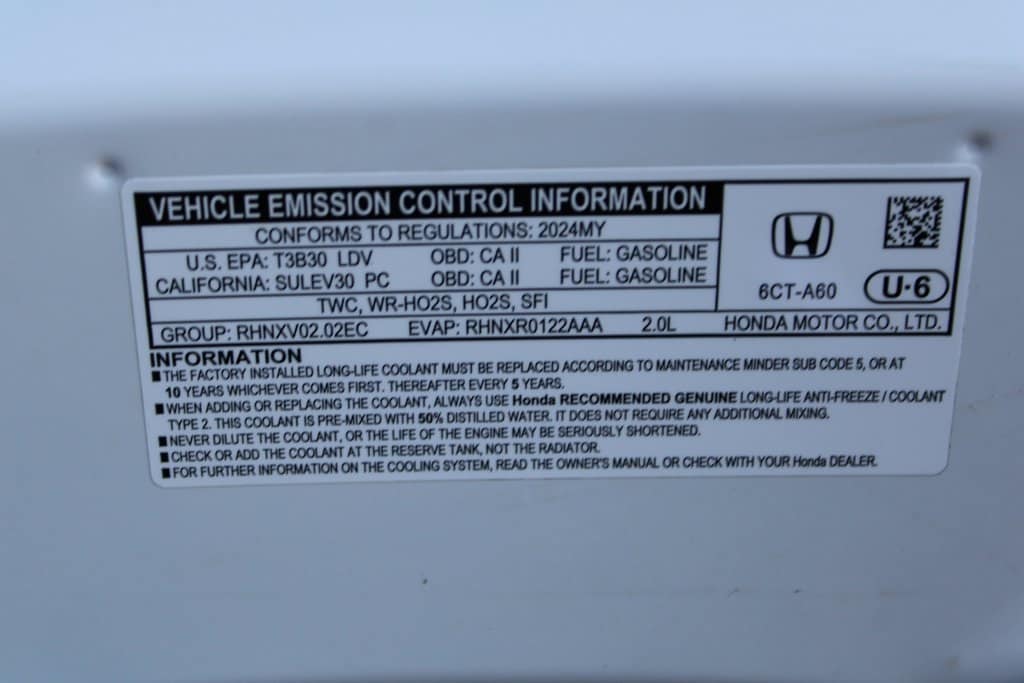 VEHICLE EMISSION CONTROL INFORMATION
CONFORMS TO REGULATIONS: 2024MY
U.S. EPA: T3B30 LDV OBD: CA II FUEL: GASOLINE
CALIFORNIA: SULEV30 PC OBD: CA II FUEL: GASOLINE
TWC, WR-HO2S, HO2S, SFI
6CT-A60 U·6
GROUP: RHNXV02.02EC EVAP: RHNXR0122AAA 2.0L HONDA MOTOR CO., LTD.
INFORMATION
■ THE FACTORY INSTALLED LONG-LIFE COOLANT MUST BE REPLACED ACCORDING TO MAINTENANCE MINDER SUB CODE 5, OR AT
10 YEARS WHICHEVER COMES FIRST. THEREAFTER EVERY 5 YEARS.
■ WHEN ADDING OR REPLACING THE COOLANT, ALWAYS USE Honda RECOMMENDED GENUINE LONG-LIFE ANTI-FREEZE / COOLANT
TYPE 2. THIS COOLANT IS PRE-MIXED WITH 50% DISTILLED WATER. IT DOES NOT REQUIRE ANY ADDITIONAL MIXING.
■ NEVER DILUTE THE COOLANT, OR THE LIFE OF THE ENGINE MAY BE SERIOUSLY SHORTENED.
■ CHECK OR ADD THE COOLANT AT THE RESERVE TANK, NOT THE RADIATOR.
■ FOR FURTHER INFORMATION ON THE COOLING SYSTEM, READ THE OWNER'S MANUAL OR CHECK WITH YOUR Honda DEALER.